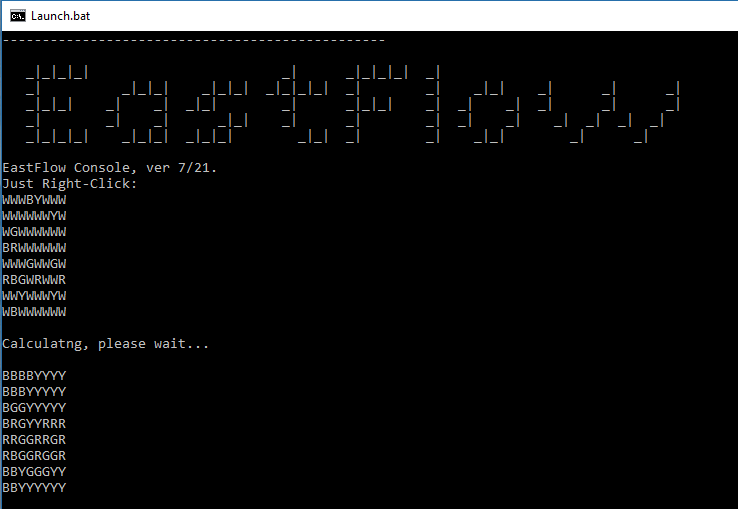 Launch.bat
------------------------------------------------
EastFlow
EastFlow Console, ver 7/21.
Just Right-Click:
WWWBYWWW
WWWWWWYW
WGWWWWWW
BRWWWWWW
WWWGWWGW
RBGWRWWR
WWYWWWYW
WBWWWWWW
Calculatng, please wait...
BBBBYYYY
BBBYYYYY
BGGYYYYY
BRGYYRRR
RRGGRRGR
RBGGRGGR
BBYGGGYY
BBYYYYYY